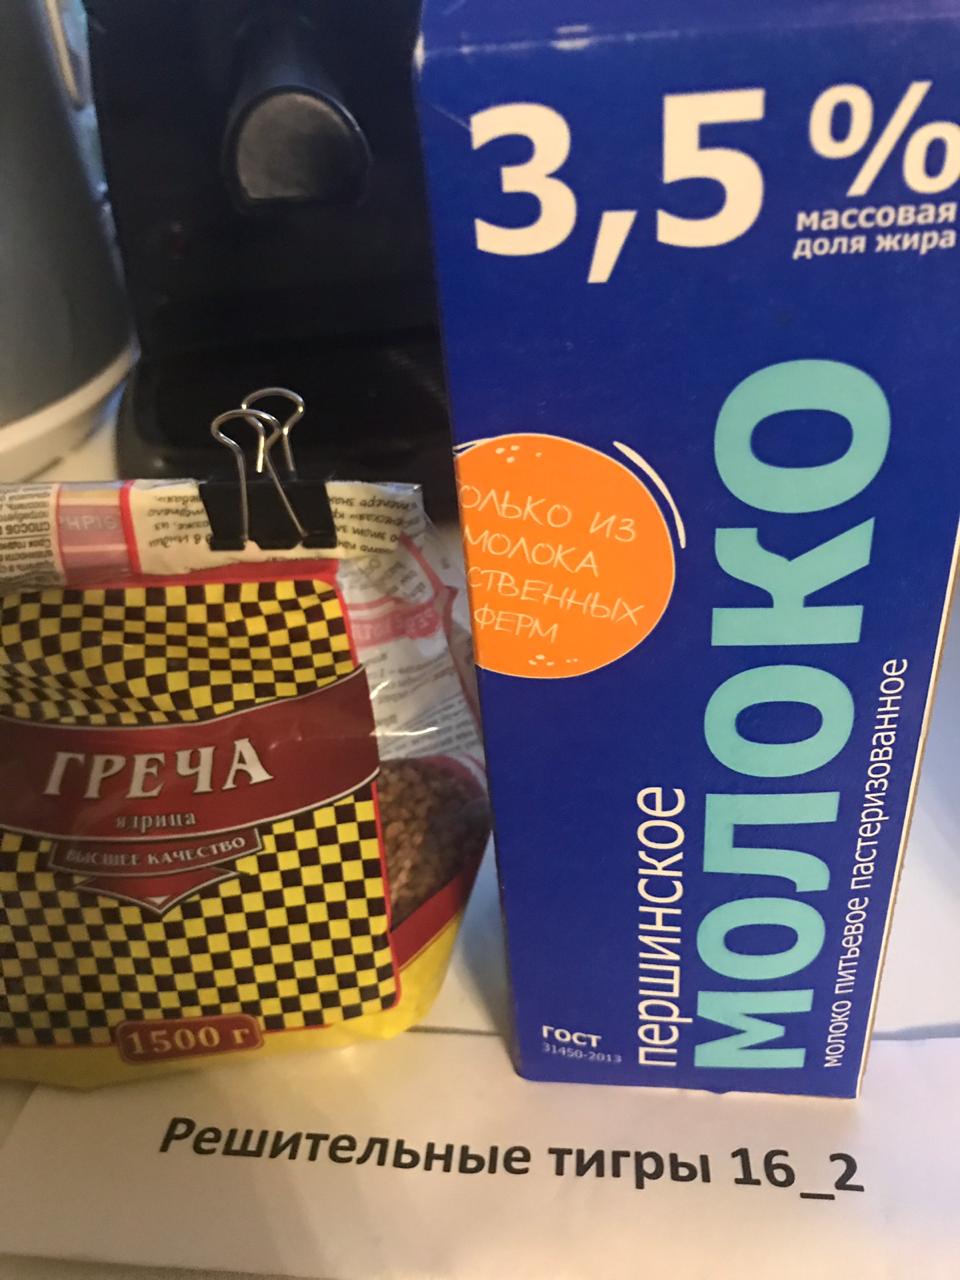 3,5%
массовая
доля жира
ОЛЬКО ИЗ
МОЛОКА
СТВЕННЫХ
ФЕРМ
першинское
МОЛОКО
молоко питьевое пастеризованное
ГОСТ
31450-2013
СПОСОБ
ГРЕЧА
ядрица
ВЫСШЕЕ КАЧЕСТВО
1500 г
Решительные тигры 16_2